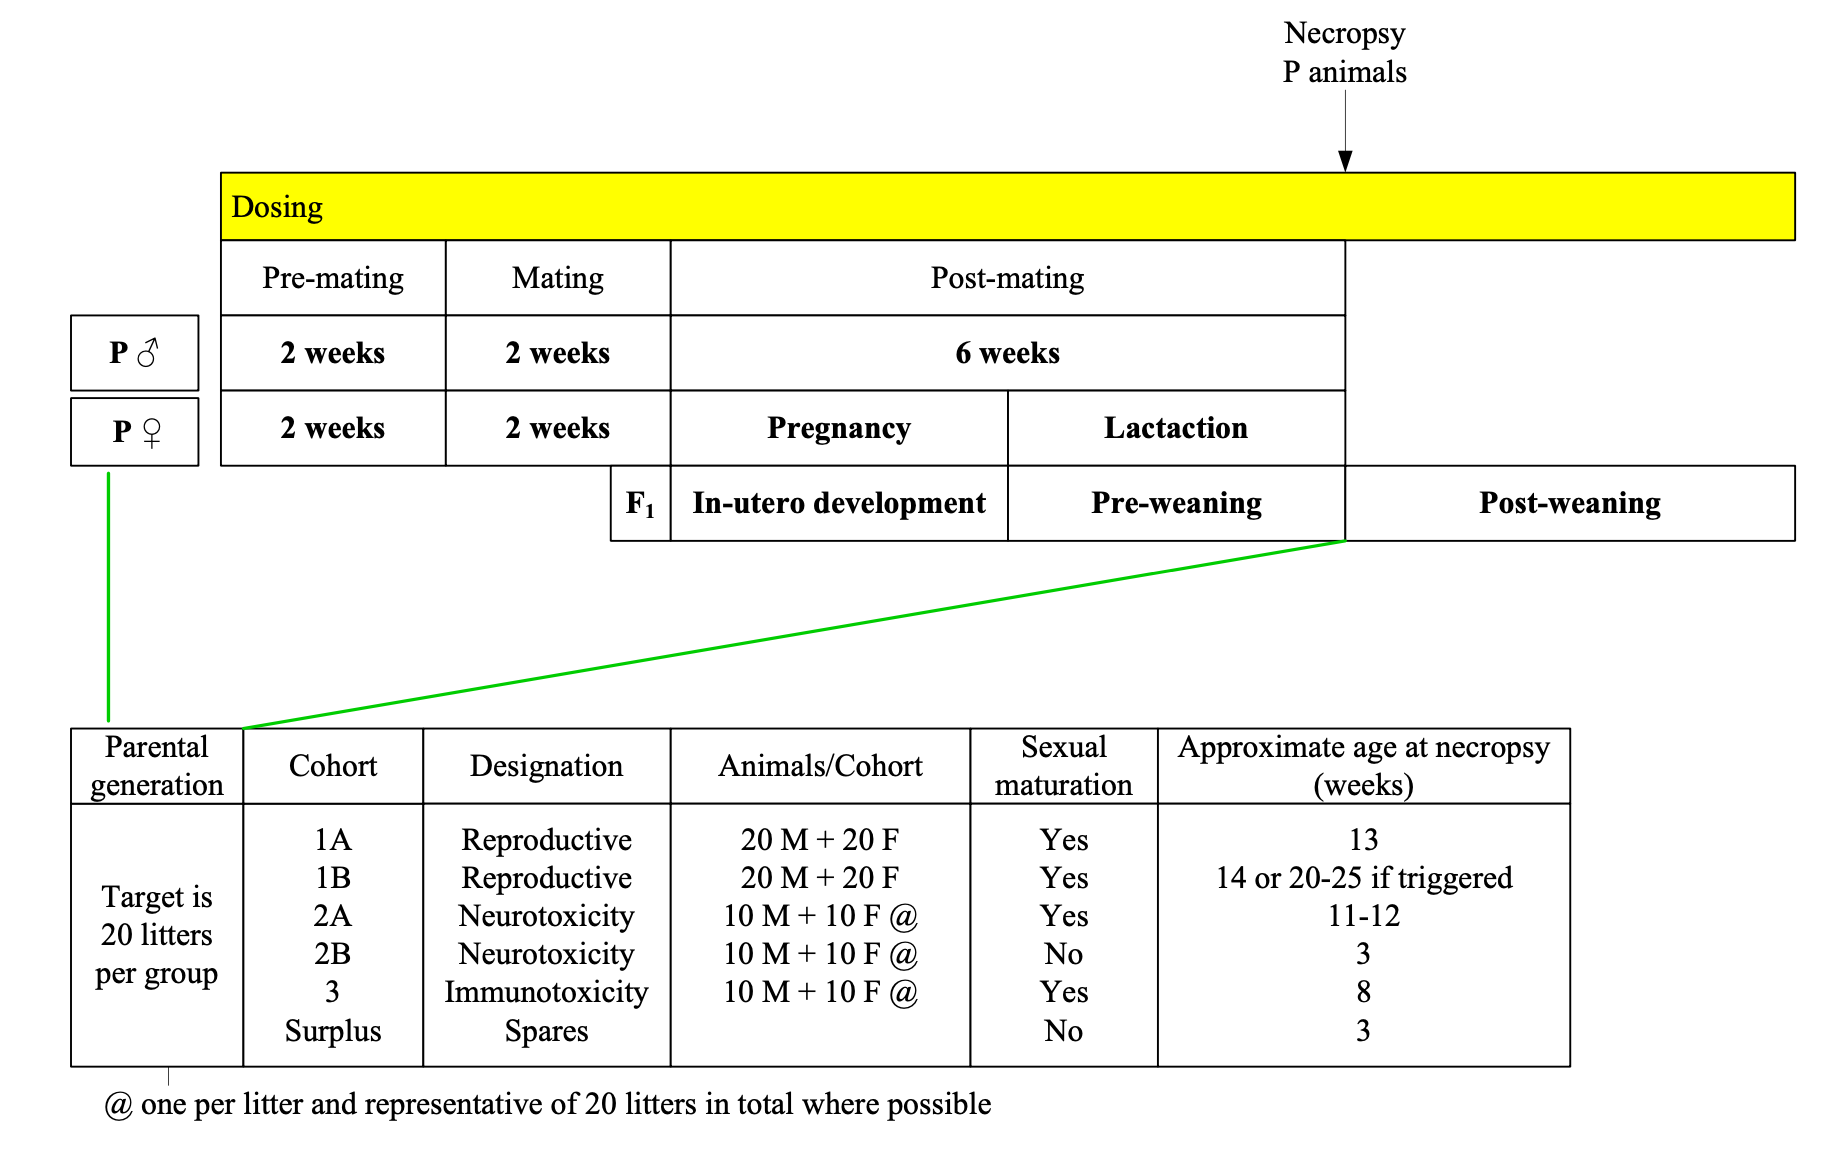 Necropsy
P animals
Dosing
Pre-mating Mating Post-mating
P ♂ 2 weeks 2 weeks 6 weeks
P ♀ 2 weeks 2 weeks Pregnancy Lactaction
F1 In-utero development Pre-weaning Post-weaning
Parental generation Cohort Designation Animals/Cohort Sexual maturation Approximate age at necropsy (weeks)
Target is
20 litters
per group
1A Reproductive 20 M + 20 F Yes 13
1B Reproductive 20 M + 20 F Yes 14 or 20-25 if triggered
2A Neurotoxicity 10 M + 10 F @ Yes 11-12
2B Neurotoxicity 10 M + 10 F @ No 3
3 Immunotoxicity 10 M + 10 F @ Yes 8
Surplus Spares No 3
@ one per litter and representative of 20 litters in total where possible